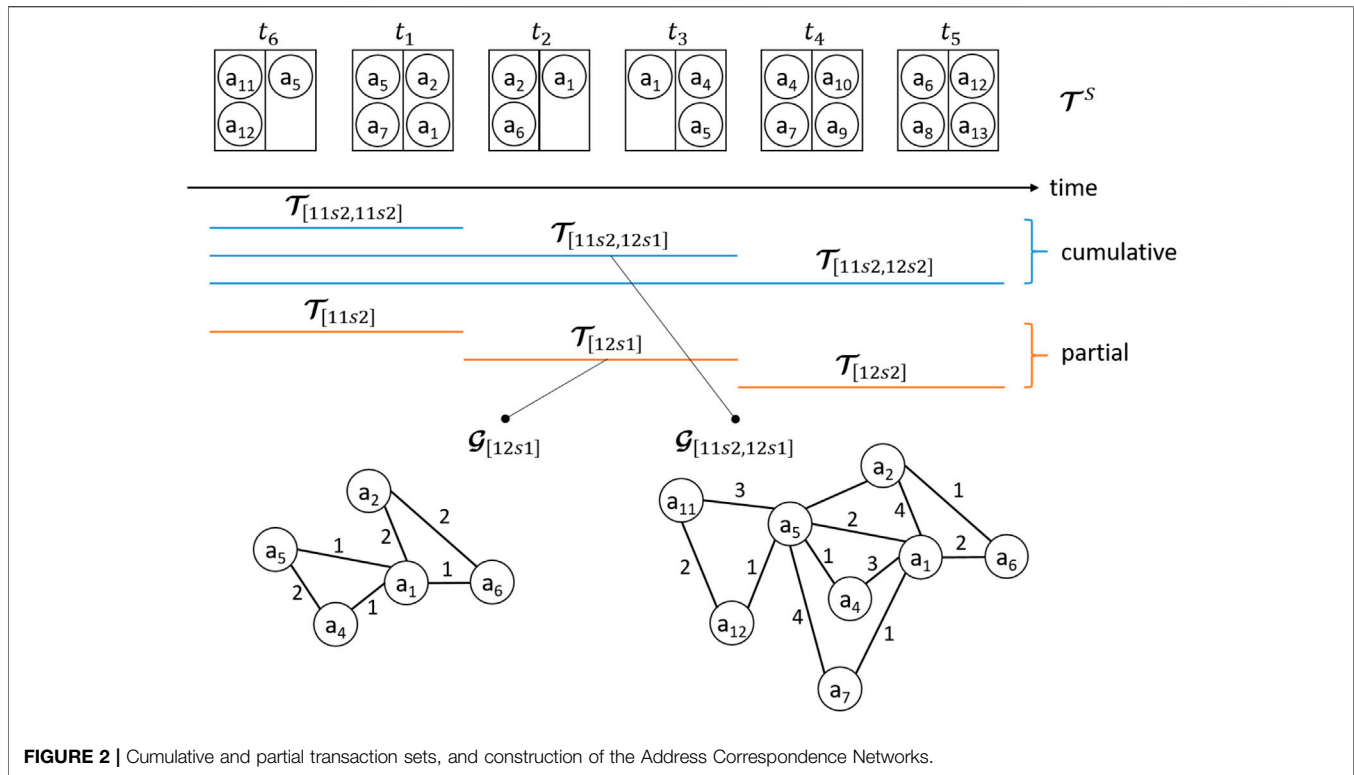 t₆ t₁ t₂ t₃ t₄ t₅
a₁₁ a₅ a₅ a₂ a₂ a₁ a₁ a₄ a₄ a₁₀ a₆ a₁₂
𝓣ˢ
a₁₂ a₇ a₁ a₆ a₅ a₇ a₉ a₈ a₁₃
time
𝓣[11s2,11s2]
𝓣[11s2,12s1]
cumulative
𝓣[11s2,12s2]
𝓣[11s2]
𝓣[12s1]
partial
𝓣[12s2]
𝓖[12s1] 𝓖[11s2,12s1]
a₂
2
2
a₅
1
a₁
1
a₆
2
1
a₄
a₂
1
a₁₁
3
4
a₅
2
a₁
2
a₆
2
1
1
3
a₄
a₁₂
4
1
a₇
FIGURE 2 | Cumulative and partial transaction sets, and construction of the Address Correspondence Networks.